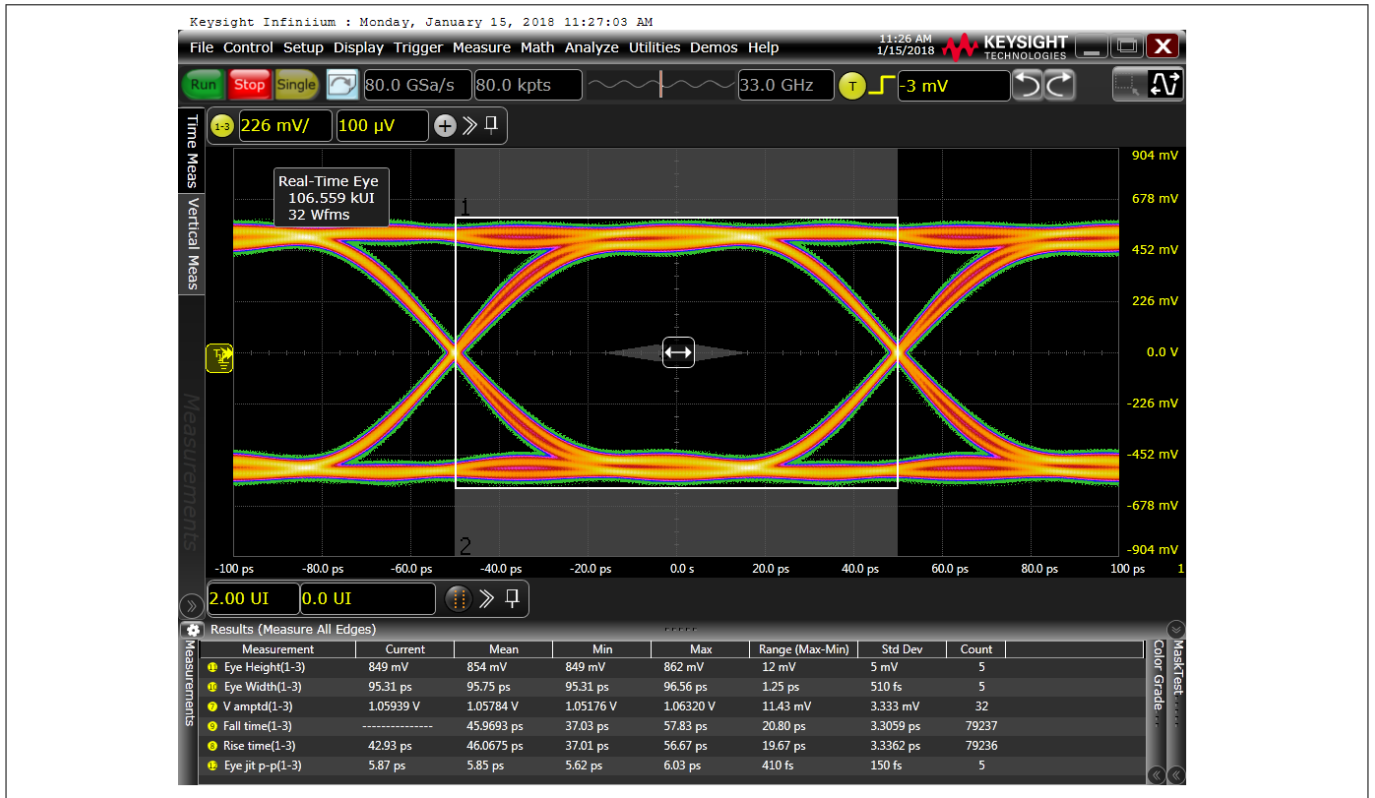 Keysight Infiniium : Monday, January 15, 2018 11:27:03 AM
File Control Setup Display Trigger Measure Math Analyze Utilities Demos Help
11:26 AM
1/15/2018
KEYSIGHT
TECHNOLOGIES
Run Stop Single 80.0 GSa/s 80.0 kpts 33.0 GHz T -3 mV
1-3 226 mV/ 100 µV
Time Meas
Vertical Meas
Measurements
Real-Time Eye
106.559 kUI
32 Wfms
1
2
904 mV
678 mV
452 mV
226 mV
0.0 V
-226 mV
-452 mV
-678 mV
-904 mV
-100 ps -80.0 ps -60.0 ps -40.0 ps -20.0 ps 0.0 s 20.0 ps 40.0 ps 60.0 ps 80.0 ps 100 ps 1
2.00 UI 0.0 UI
Results (Measure All Edges)
Measurement Current Mean Min Max Range (Max-Min) Std Dev Count
Eye Height(1-3) 849 mV 854 mV 849 mV 862 mV 12 mV 5 mV 5
Eye Width(1-3) 95.31 ps 95.75 ps 95.31 ps 96.56 ps 1.25 ps 510 fs 5
V amptd(1-3) 1.05939 V 1.05784 V 1.05176 V 1.06320 V 11.43 mV 3.333 mV 32
Fall time(1-3) --------------- 45.9693 ps 37.03 ps 57.83 ps 20.80 ps 3.3059 ps 79237
Rise time(1-3) 42.93 ps 46.0675 ps 37.01 ps 56.67 ps 19.67 ps 3.3362 ps 79236
Eye jit p-p(1-3) 5.87 ps 5.85 ps 5.62 ps 6.03 ps 410 fs 150 fs 5
Measurements
Color Grade ...
MaskTest ...